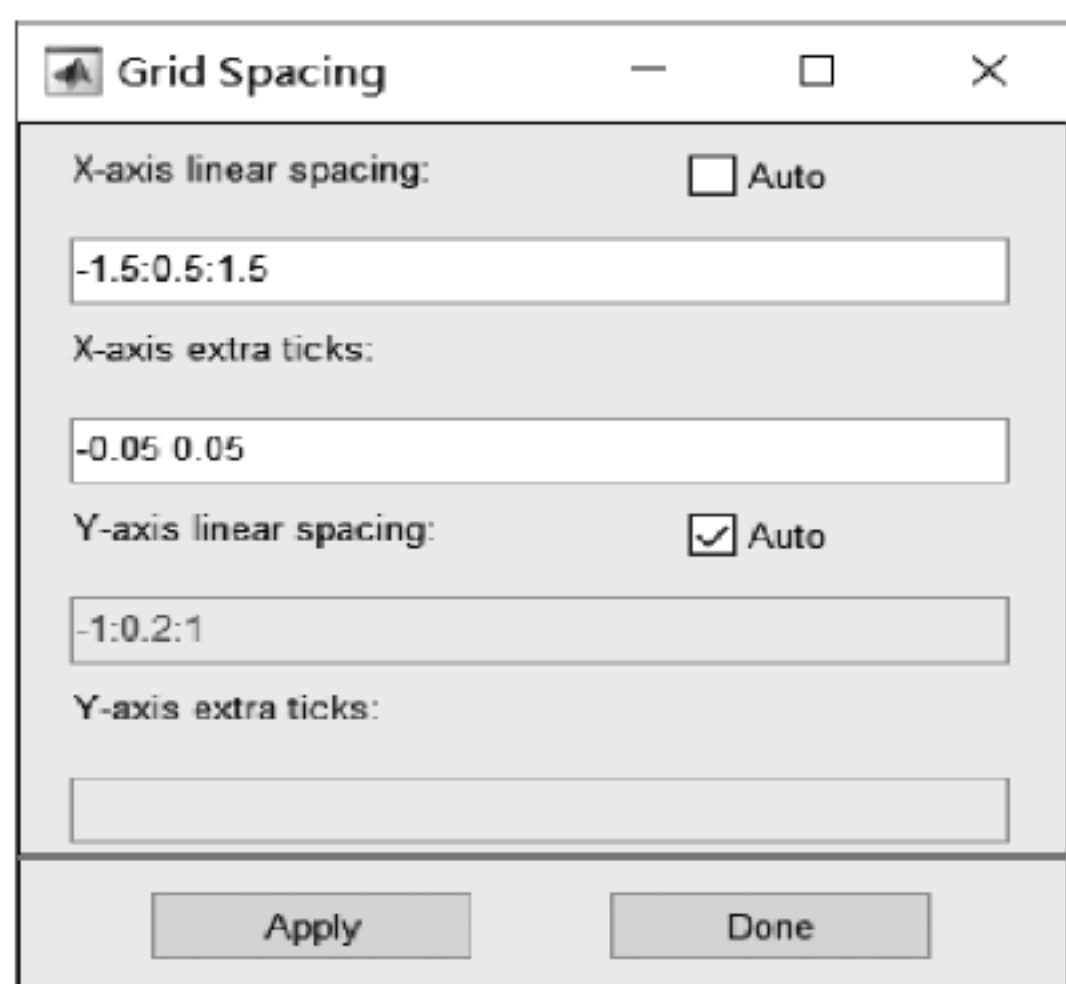 Grid Spacing
X-axis linear spacing: Auto
-1.5:0.5:1.5
X-axis extra ticks:
-0.05 0.05
Y-axis linear spacing: Auto
-1:0.2:1
Y-axis extra ticks:
Apply Done